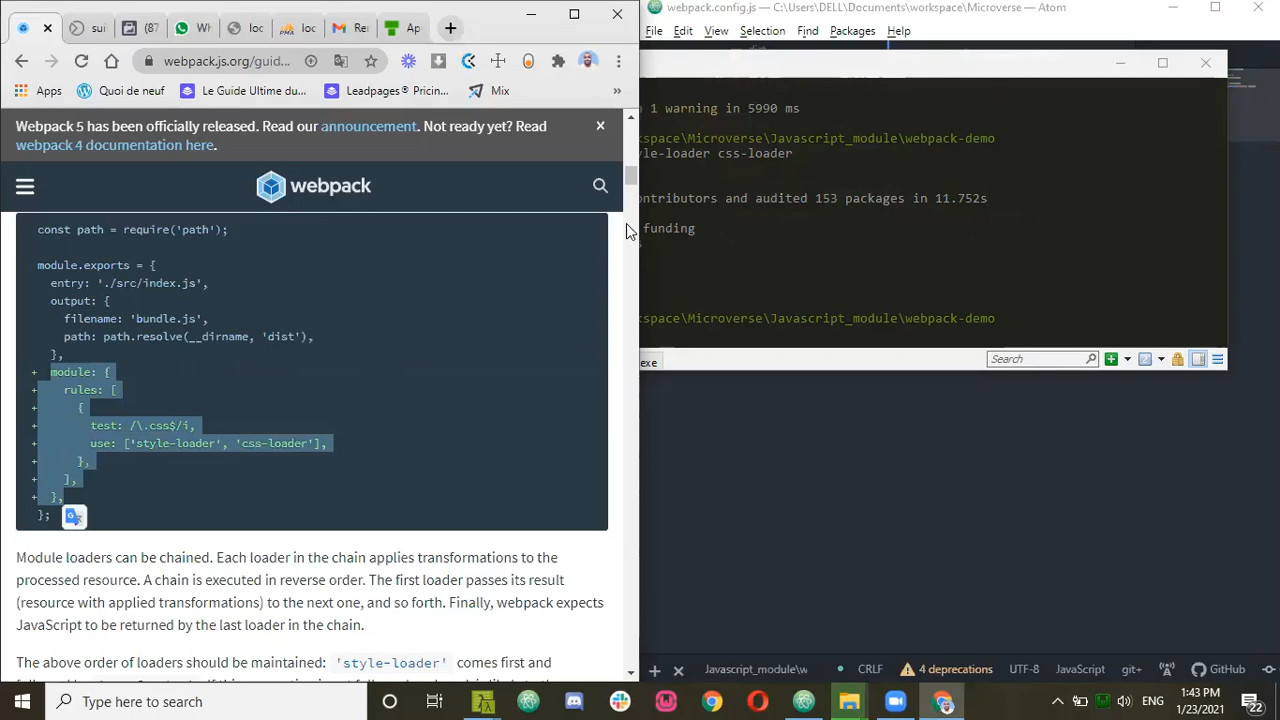 sui
(87
WI
loc
loc
Rei
Ap
webpack.config.js — C:\Users\DELL\Documents\workspace\Microverse — Atom
File Edit View Selection Find Packages Help
webpack.js.org/guid...
Apps Quoi de neuf Le Guide Ultime du... Leadpages® Pricin... Mix »
Webpack 5 has been officially released. Read our announcement. Not ready yet? Read
webpack 4 documentation here.
webpack
const path = require('path');
module.exports = {
entry: './src/index.js',
output: {
filename: 'bundle.js',
path: path.resolve(__dirname, 'dist'),
},
+ module: {
+ rules: [
+ {
+ test: /\.css$/i,
+ use: ['style-loader', 'css-loader'],
+ },
+ ],
+ },
};
Module loaders can be chained. Each loader in the chain applies transformations to the
processed resource. A chain is executed in reverse order. The first loader passes its result
(resource with applied transformations) to the next one, and so forth. Finally, webpack expects
JavaScript to be returned by the last loader in the chain.
The above order of loaders should be maintained: 'style-loader' comes first and
1 warning in 5990 ms
kspace\Microverse\Javascript_module\webpack-demo
le-loader css-loader
ontributors and audited 153 packages in 11.752s
funding
kspace\Microverse\Javascript_module\webpack-demo
exe
Search
Javascript_module\w CRLF 4 deprecations UTF-8 JavaScript git+ GitHub
Type here to search
1:43 PM
1/23/2021
22